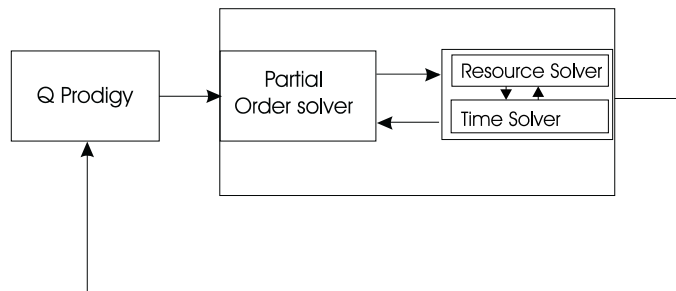 Q Prodigy
Partial
Order solver
Resource Solver
Time Solver